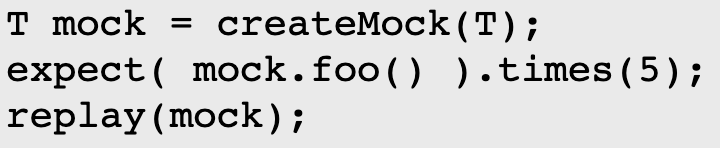 T mock = createMock(T);
expect( mock.foo() ).times(5);
replay(mock);